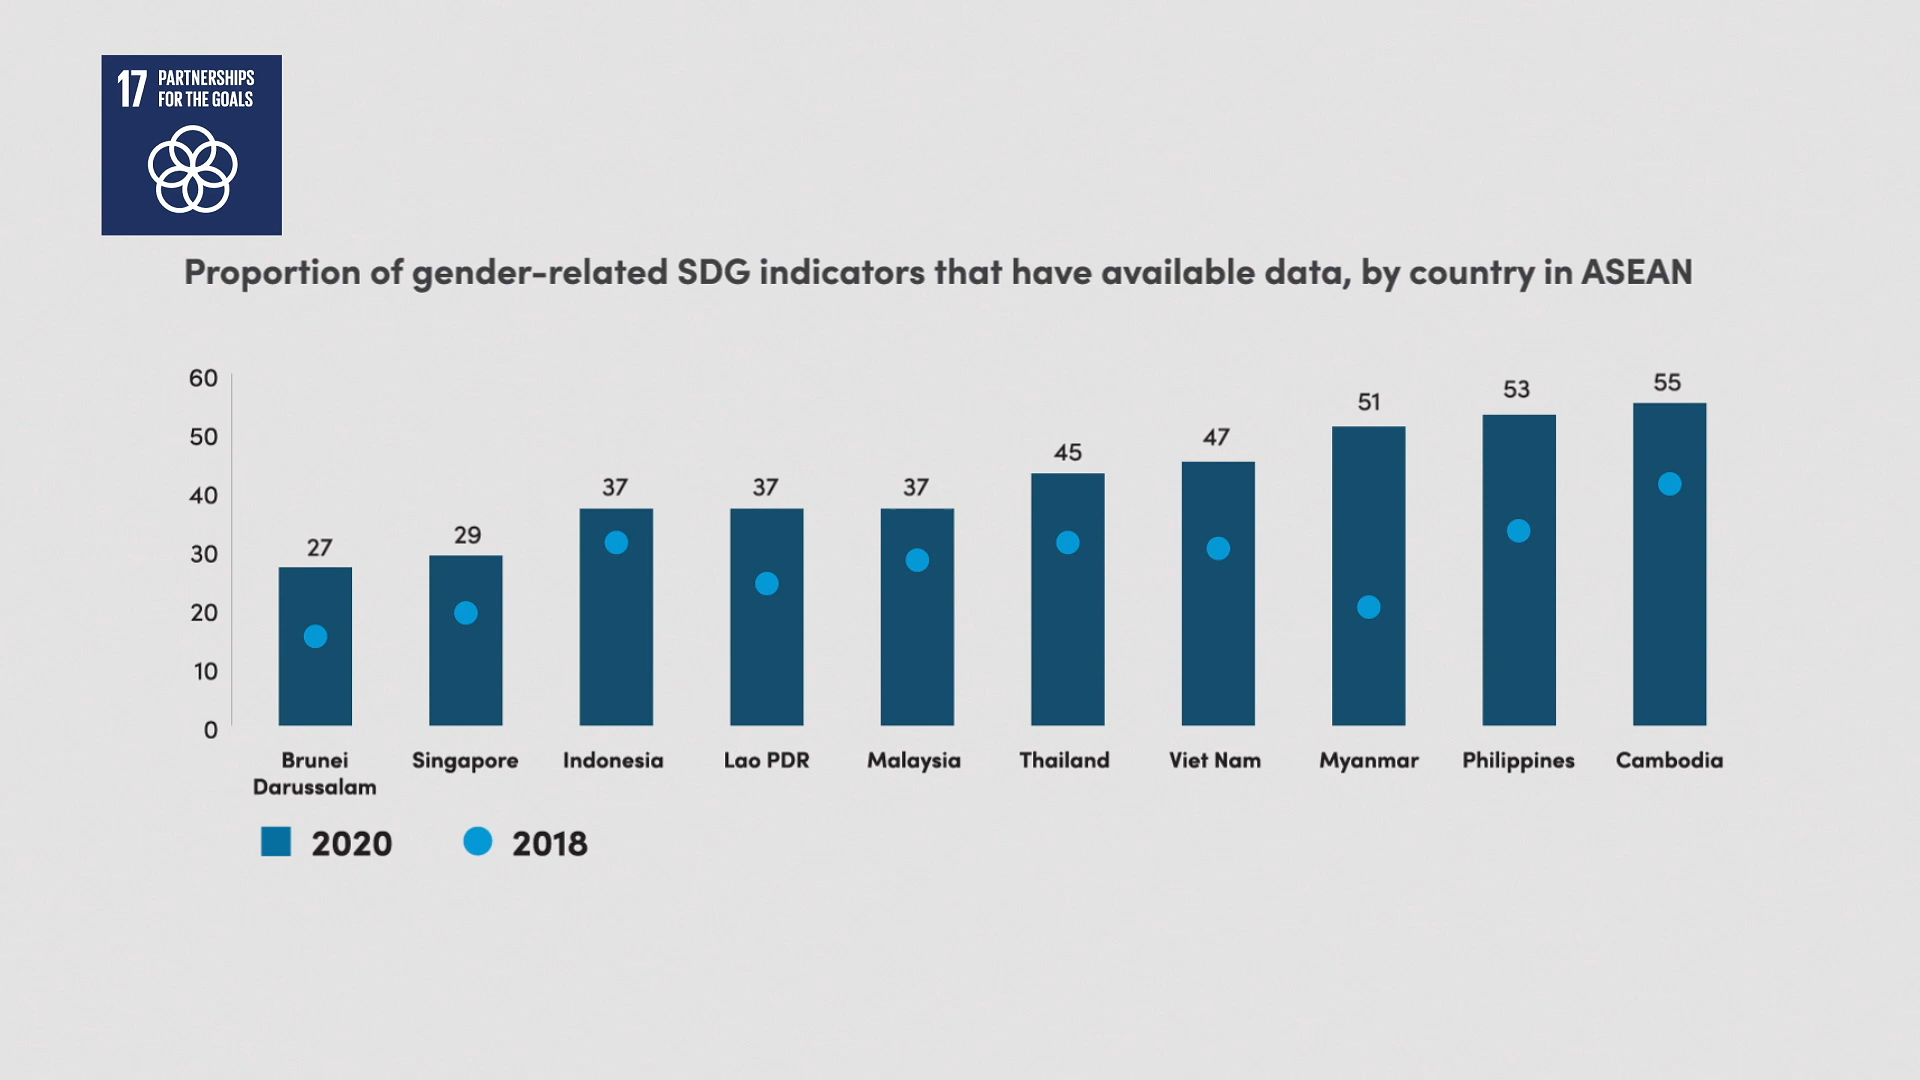 17 PARTNERSHIPS
FOR THE GOALS
Proportion of gender-related SDG indicators that have available data, by country in ASEAN
60
50
40
30
20
10
0
27
29
37
37
37
45
47
51
53
55
Brunei
Darussalam
Singapore
Indonesia
Lao PDR
Malaysia
Thailand
Viet Nam
Myanmar
Philippines
Cambodia
2020
2018